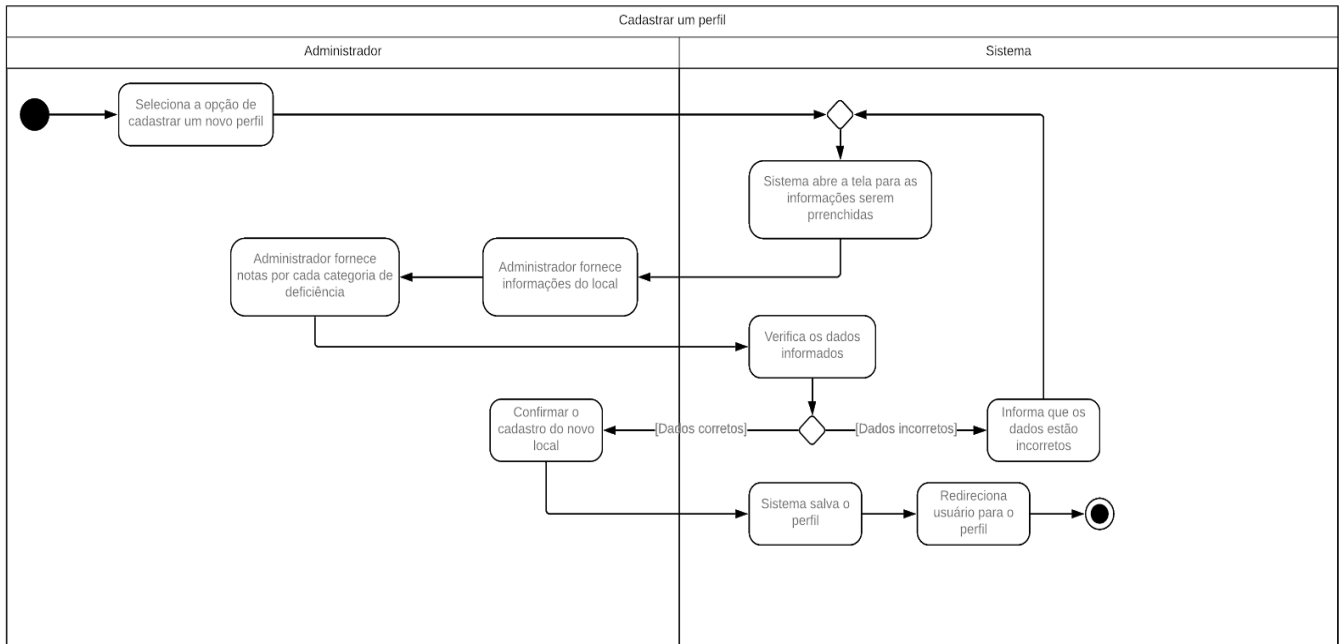 Cadastrar um perfil
Administrador
Sistema
Seleciona a opção de
cadastrar um novo perfil
Sistema abre a tela para as
informações serem
prrenchidas
Administrador fornece
informações do local
Administrador fornece
notas por cada categoria de
deficiência
Verifica os dados
informados
[Dados corretos]
[Dados incorretos]
Confirmar o
cadastro do novo
local
Informa que os
dados estão
incorretos
Sistema salva o
perfil
Redireciona
usuário para o
perfil